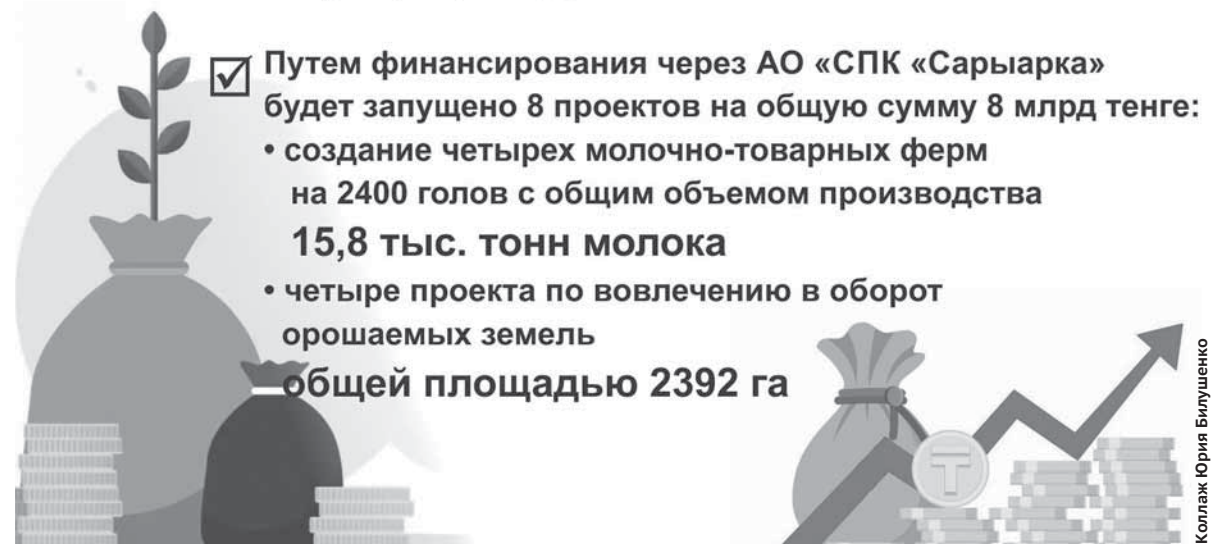 Путем финансирования через АО «СПК «Сарыарка»
будет запущено 8 проектов на общую сумму 8 млрд тенге:
• создание четырех молочно-товарных ферм
на 2400 голов с общим объемом производства
15,8 тыс. тонн молока
• четыре проекта по вовлечению в оборот
орошаемых земель
общей площадью 2392 га
Коллаж Юрия Билушенко